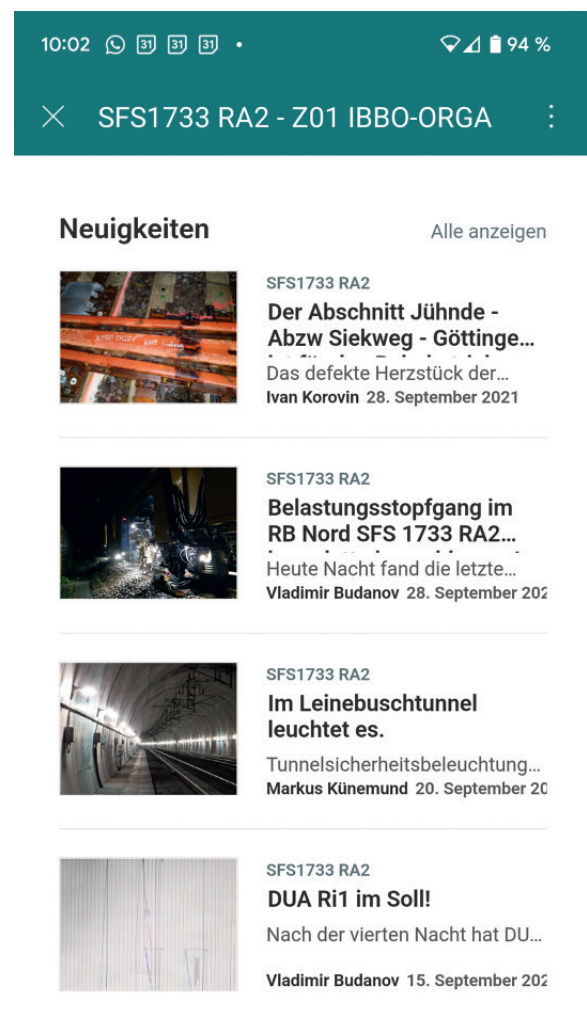 10:02 31 31 31 • 94 %
SFS1733 RA2 - Z01 IBBO-ORGA
Neuigkeiten
Alle anzeigen
SFS1733 RA2
Der Abschnitt Jühnde -
Abzw Siekweg - Göttinge...
Das defekte Herzstück der...
Ivan Korovin 28. September 2021
SFS1733 RA2
Belastungsstopfgang im
RB Nord SFS 1733 RA2...
Heute Nacht fand die letzte...
Vladimir Budanov 28. September 202
SFS1733 RA2
Im Leinebuschtunnel
leuchtet es.
Tunnelsicherheitsbeleuchtung...
Markus Künemund 20. September 20
SFS1733 RA2
DUA Ri1 im Soll!
Nach der vierten Nacht hat DU...
Vladimir Budanov 15. September 202